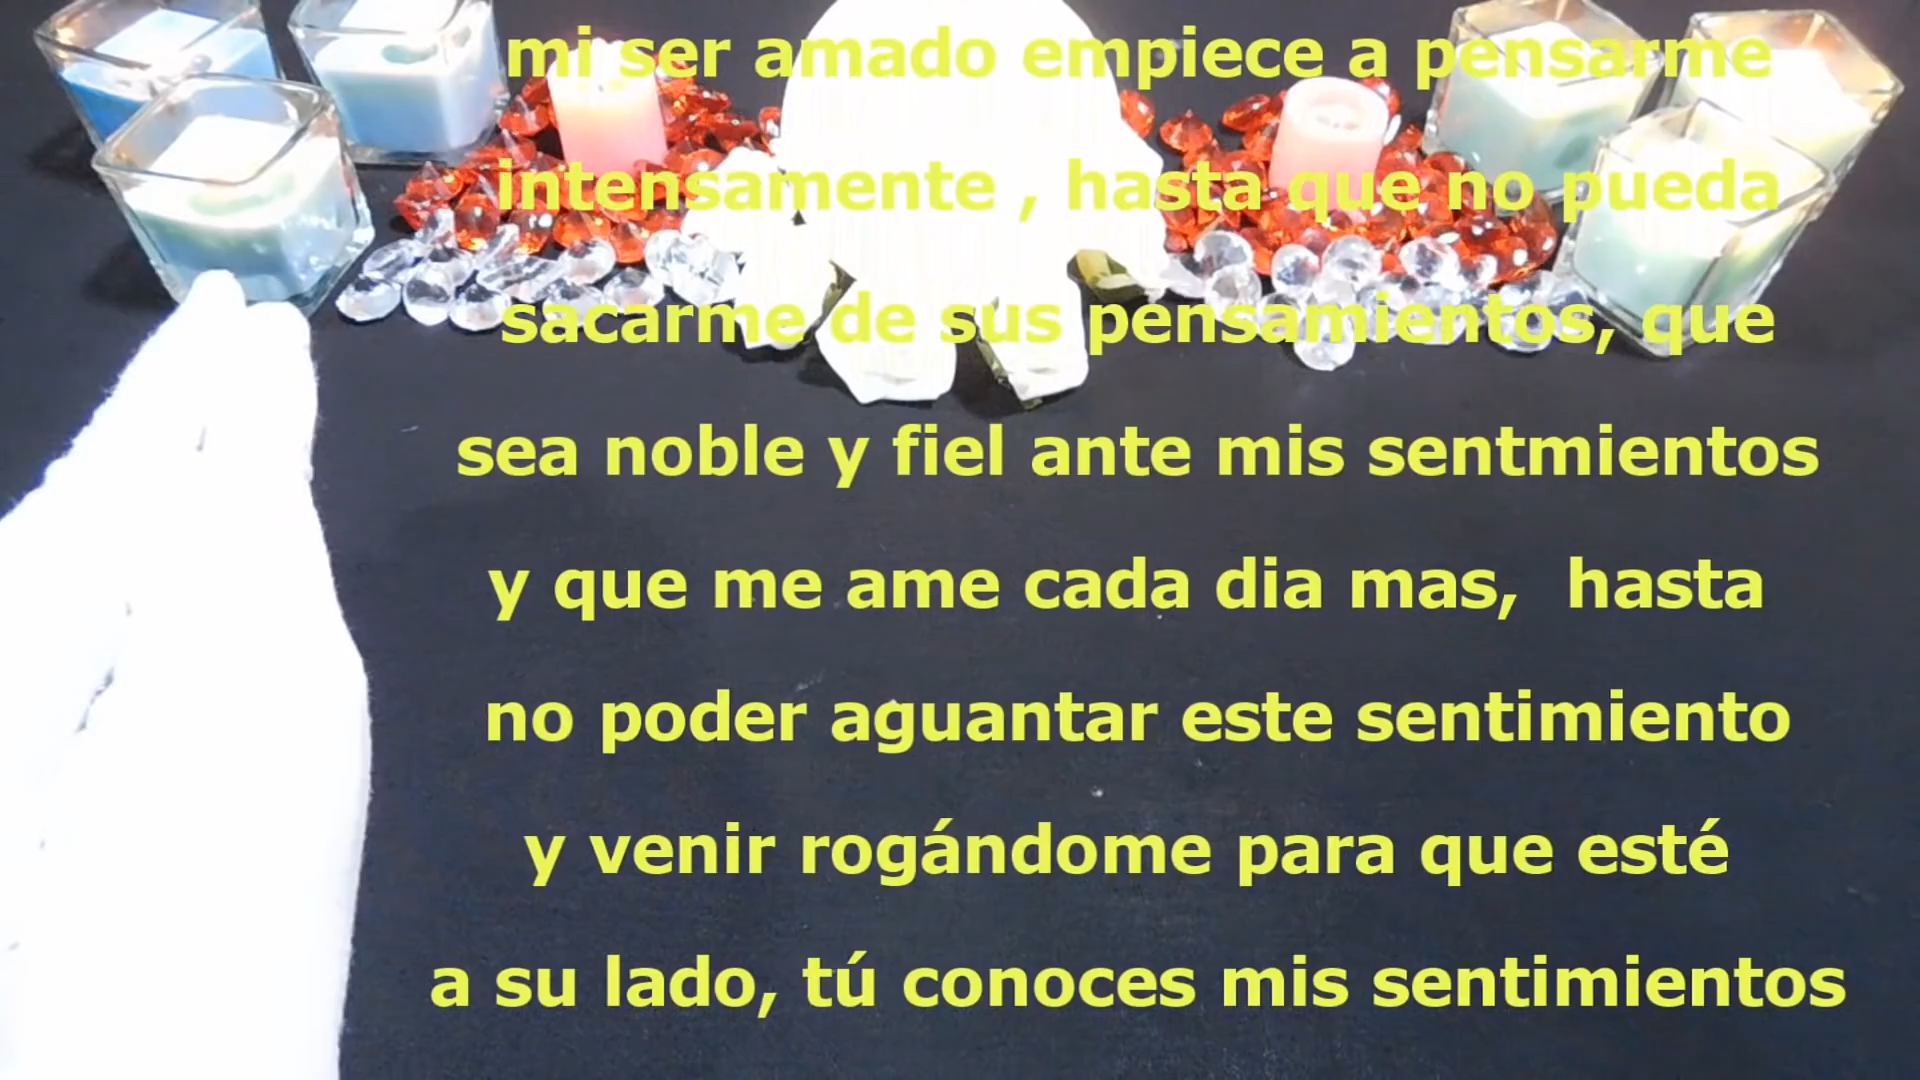 mi ser amado empiece a pensarme
intensamente , hasta que no pueda
sacarme de sus pensamientos, que
sea noble y fiel ante mis sentmientos
y que me ame cada dia mas,  hasta
no poder aguantar este sentimiento
y venir rogándome para que esté
a su lado, tú conoces mis sentimientos